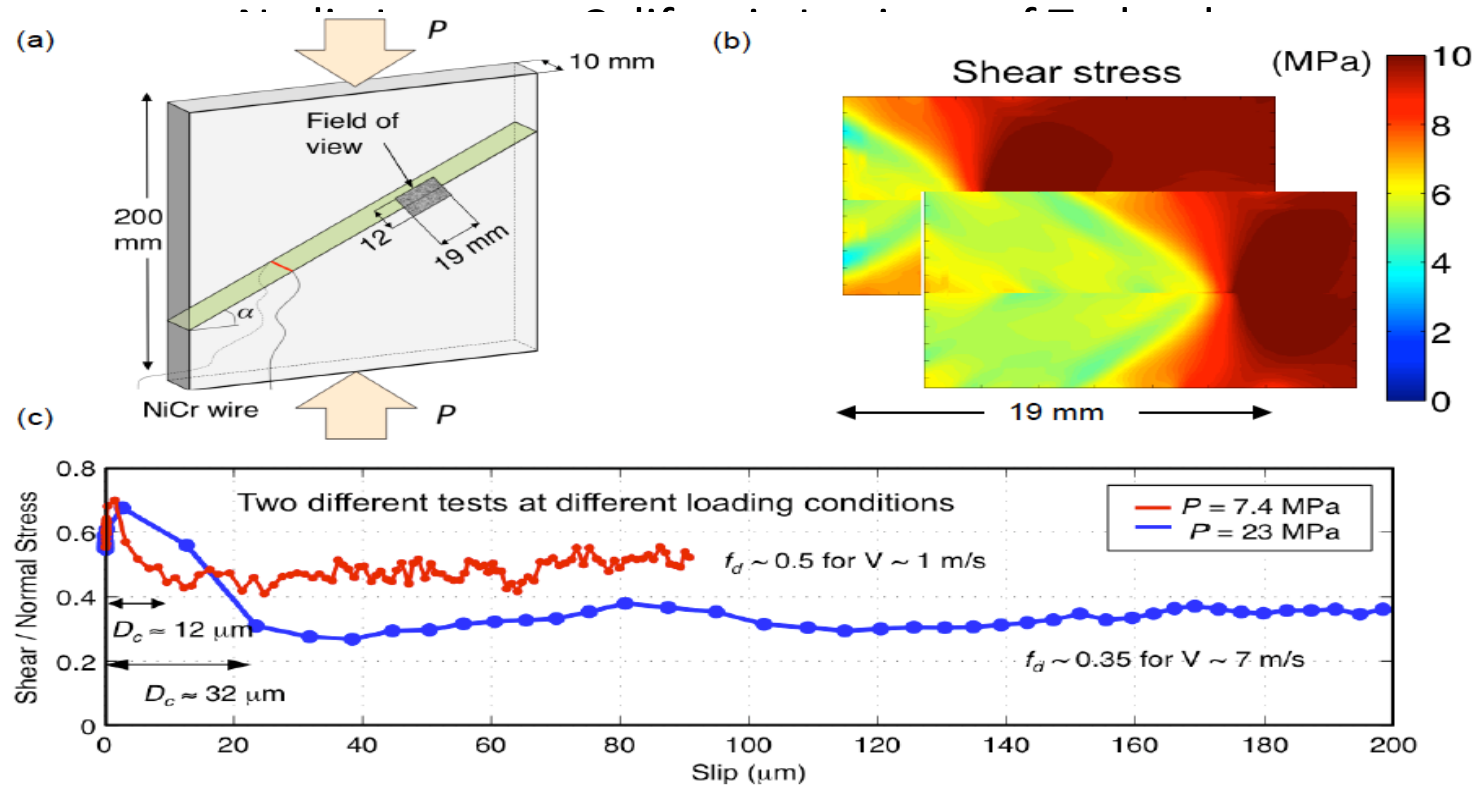 (a)
P
10 mm
Field of
view
200
mm
12
19 mm
α
NiCr wire
P
(b)
Shear stress
(MPa)
10
8
6
4
2
0
19 mm
(c)
Shear / Normal Stress
0.8
0.6
0.4
0.2
0
Two different tests at different loading conditions
P = 7.4 MPa
P = 23 MPa
f_d ~ 0.5 for V ~ 1 m/s
D_c ≈ 12 μm
f_d ~ 0.35 for V ~ 7 m/s
D_c ≈ 32 μm
0 20 40 60 80 100 120 140 160 180 200
Slip (μm)